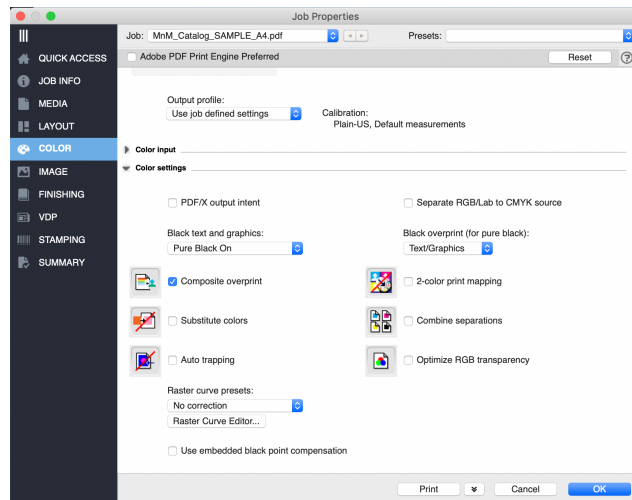 Job Properties
Job: MnM_Catalog_SAMPLE_A4.pdf Presets:
Adobe PDF Print Engine Preferred Reset ?
QUICK ACCESS
JOB INFO
MEDIA
LAYOUT
COLOR
IMAGE
FINISHING
VDP
STAMPING
SUMMARY
Output profile:
Use job defined settings
Calibration:
Plain-US, Default measurements
Color input
Color settings
PDF/X output intent Separate RGB/Lab to CMYK source
Black text and graphics: Black overprint (for pure black):
Pure Black On Text/Graphics
Composite overprint 2-color print mapping
Substitute colors Combine separations
Auto trapping Optimize RGB transparency
Raster curve presets:
No correction
Raster Curve Editor...
Use embedded black point compensation
Print Cancel OK